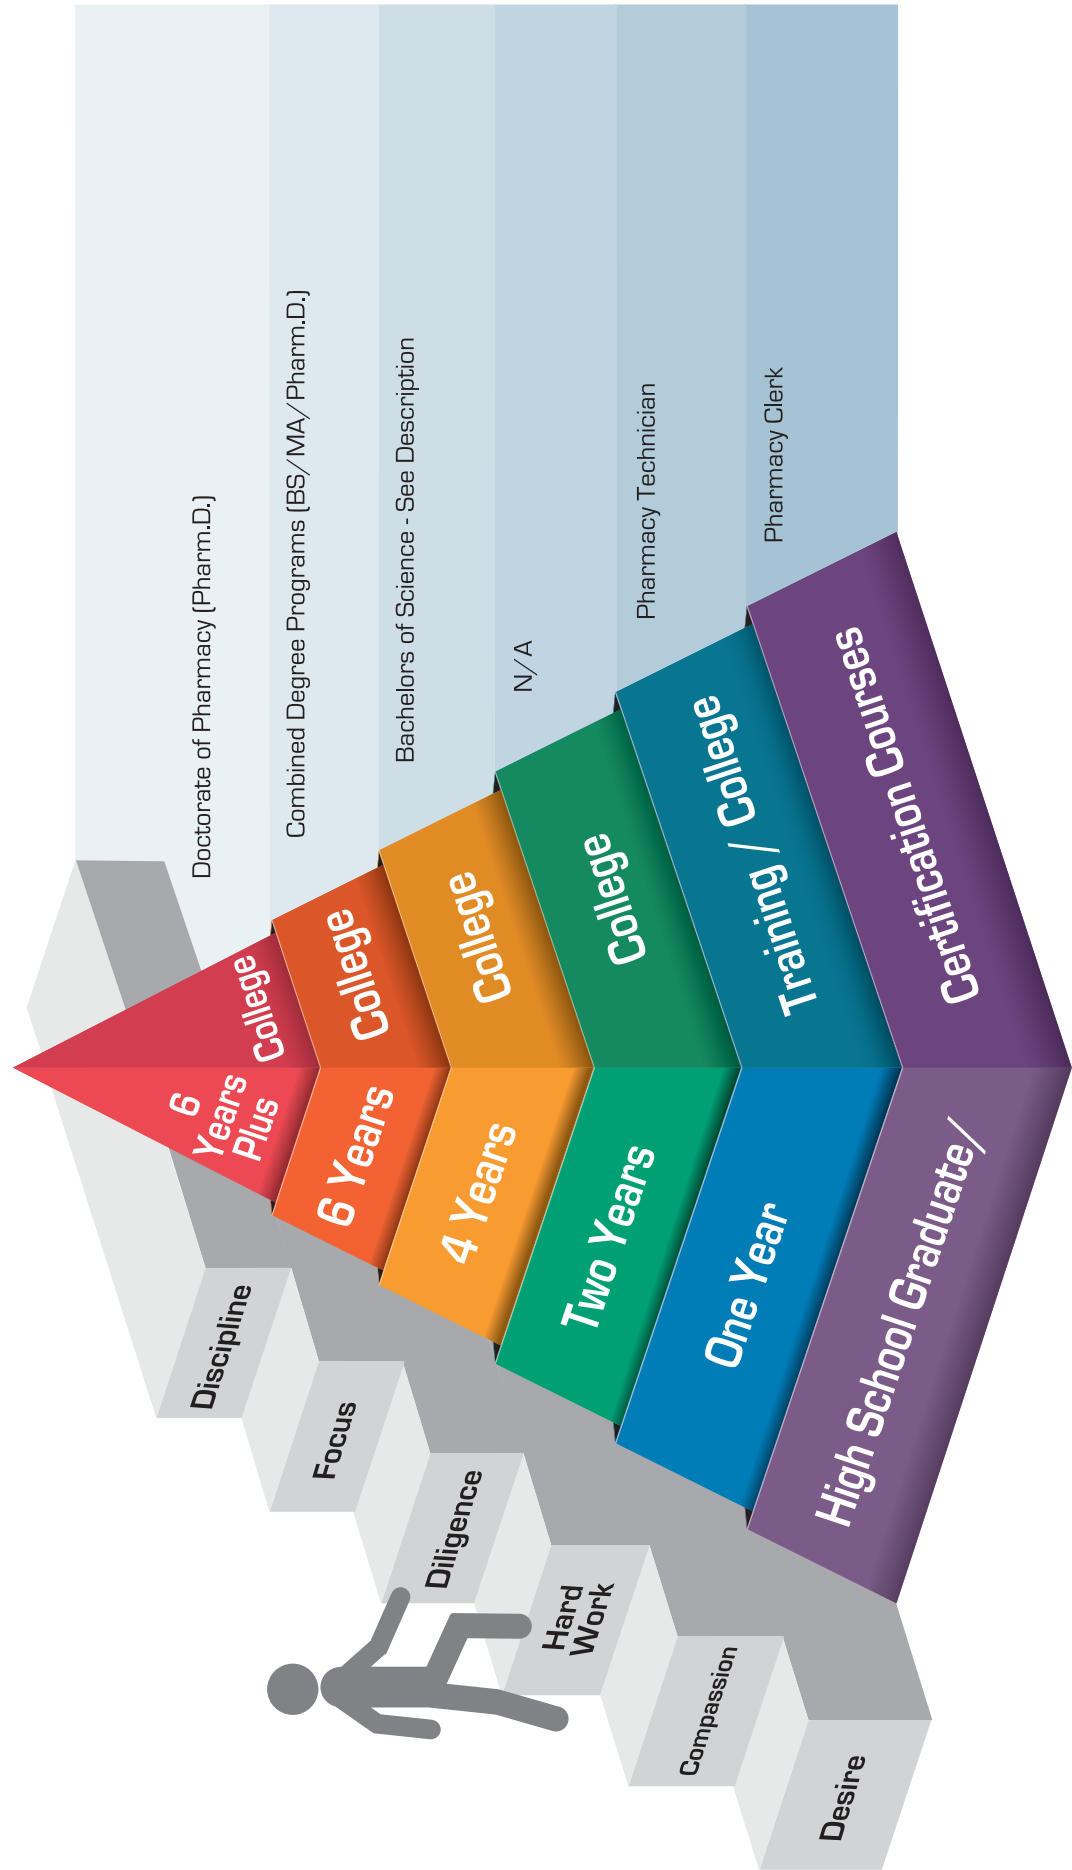 Discipline
Focus
Diligence
Hard
Work
Compassion
Desire
6
Years
Plus
College
Doctorate of Pharmacy (Pharm.D.)
6 Years
College
Combined Degree Programs (BS/MA/Pharm.D.)
4 Years
College
Bachelors of Science - See Description
Two Years
College
N/A
One Year
Training / College
Pharmacy Technician
High School Graduate/
Certification Courses
Pharmacy Clerk